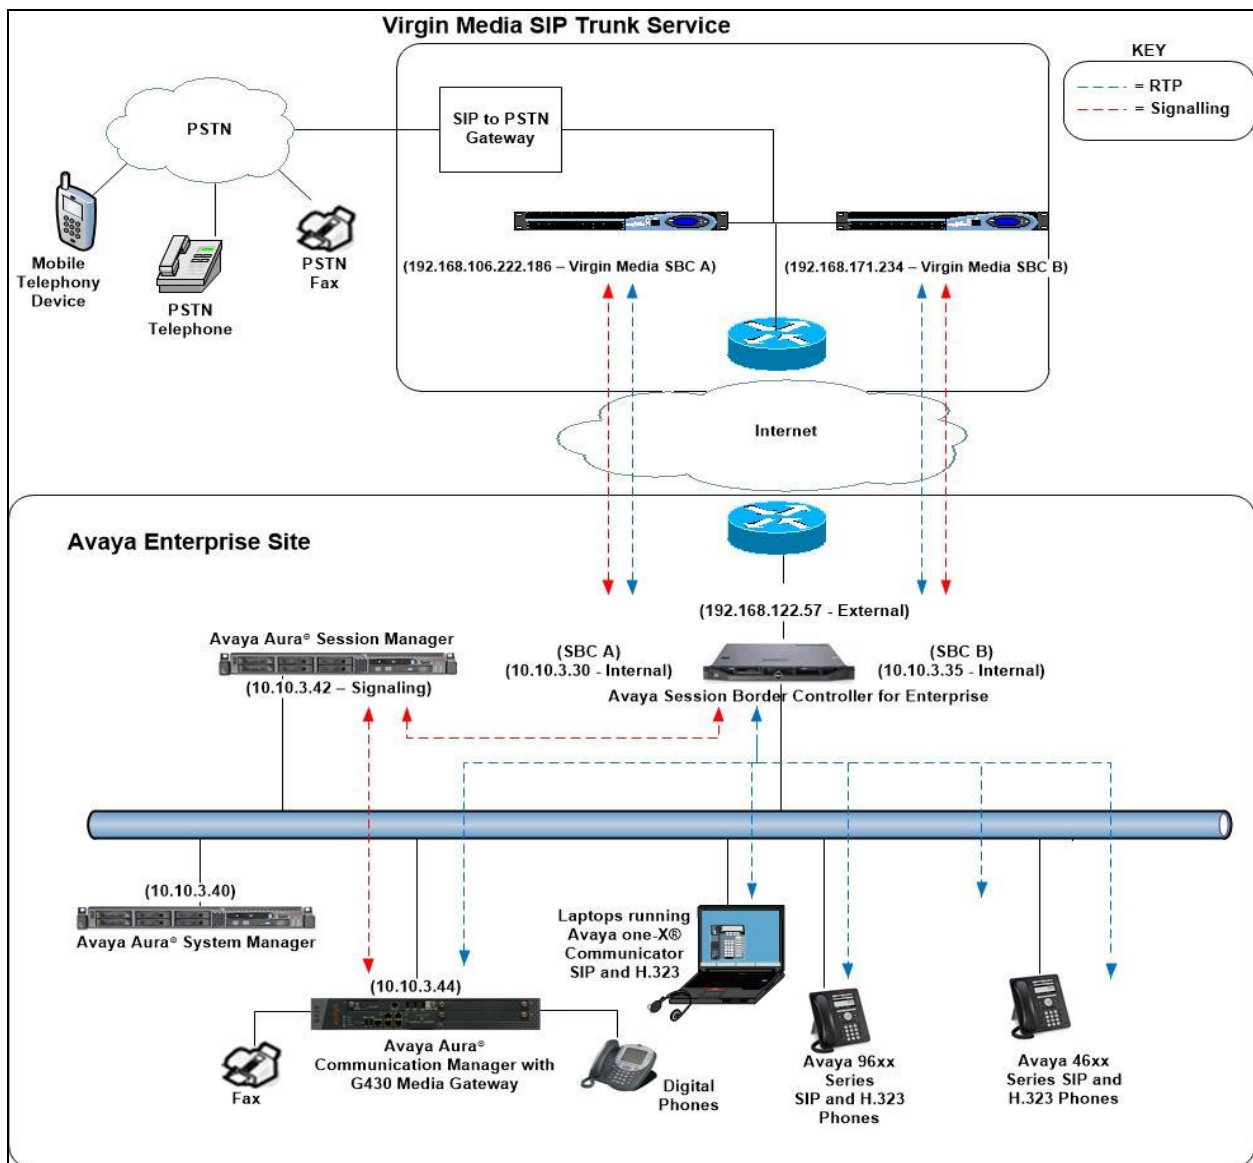 Virgin Media SIP Trunk Service
KEY
= RTP
= Signalling
PSTN
SIP to PSTN
Gateway
Mobile
Telephony
Device
PSTN
Telephone
PSTN
Fax
(192.168.106.222.186 – Virgin Media SBC A)
(192.168.171.234 – Virgin Media SBC B)
Internet
Avaya Enterprise Site
(192.168.122.57 - External)
Avaya Aura® Session Manager
(10.10.3.42 – Signaling)
(SBC A)
(10.10.3.30 - Internal)
(SBC B)
(10.10.3.35 - Internal)
Avaya Session Border Controller for Enterprise
(10.10.3.40)
Avaya Aura® System Manager
(10.10.3.44)
Avaya Aura®
Communication Manager with
G430 Media Gateway
Fax
Digital
Phones
Laptops running
Avaya one-X®
Communicator
SIP and H.323
Avaya 96xx
Series
SIP and H.323
Phones
Avaya 46xx
Series SIP and
H.323 Phones